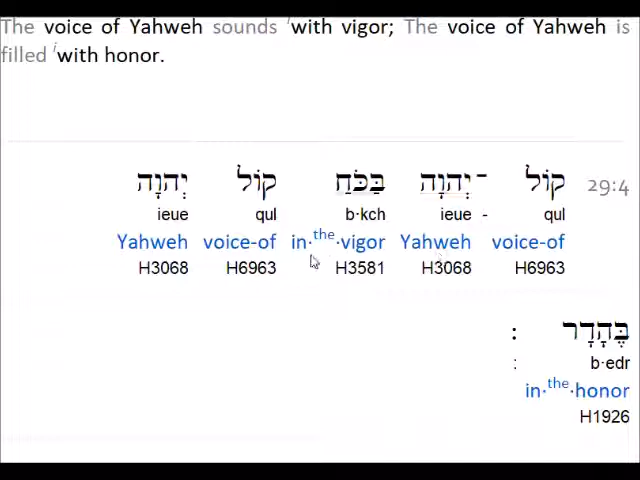 The voice of Yahweh sounds iwith vigor; The voice of Yahweh is
filled iwith honor.
29:4 קוֹל ־יְהוָה בַּכֹּחַ קוֹל יְהוָה
ieue qul b·kch ieue - qul
Yahweh voice-of in·the·vigor Yahweh voice-of
H3068 H6963 H3581 H3068 H6963
בֶּהָדָר :
: b·edr
in·the·honor
H1926